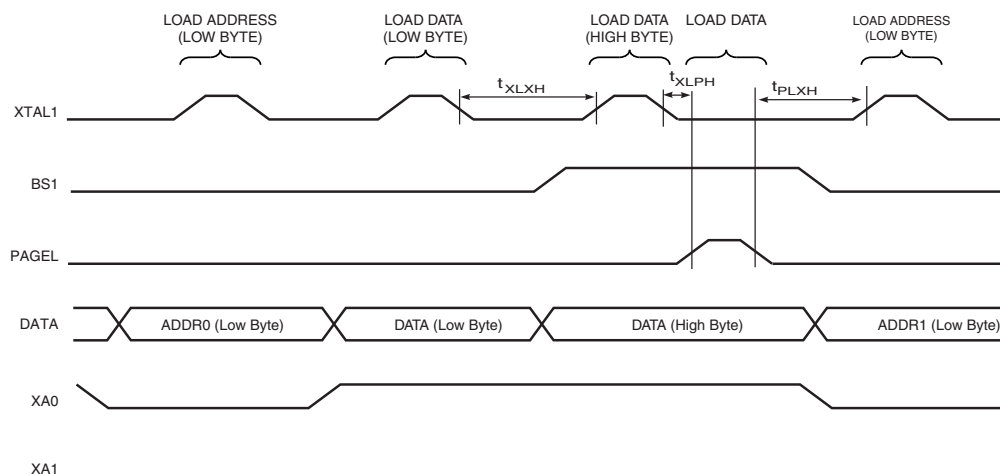 LOAD ADDRESS
(LOW BYTE)
LOAD DATA
(LOW BYTE)
LOAD DATA
(HIGH BYTE)
LOAD DATA
LOAD ADDRESS
(LOW BYTE)
tXLXH
tXLPH
tPLXH
XTAL1
BS1
PAGEL
DATA
ADDR0 (Low Byte)
DATA (Low Byte)
DATA (High Byte)
ADDR1 (Low Byte)
XA0
XA1